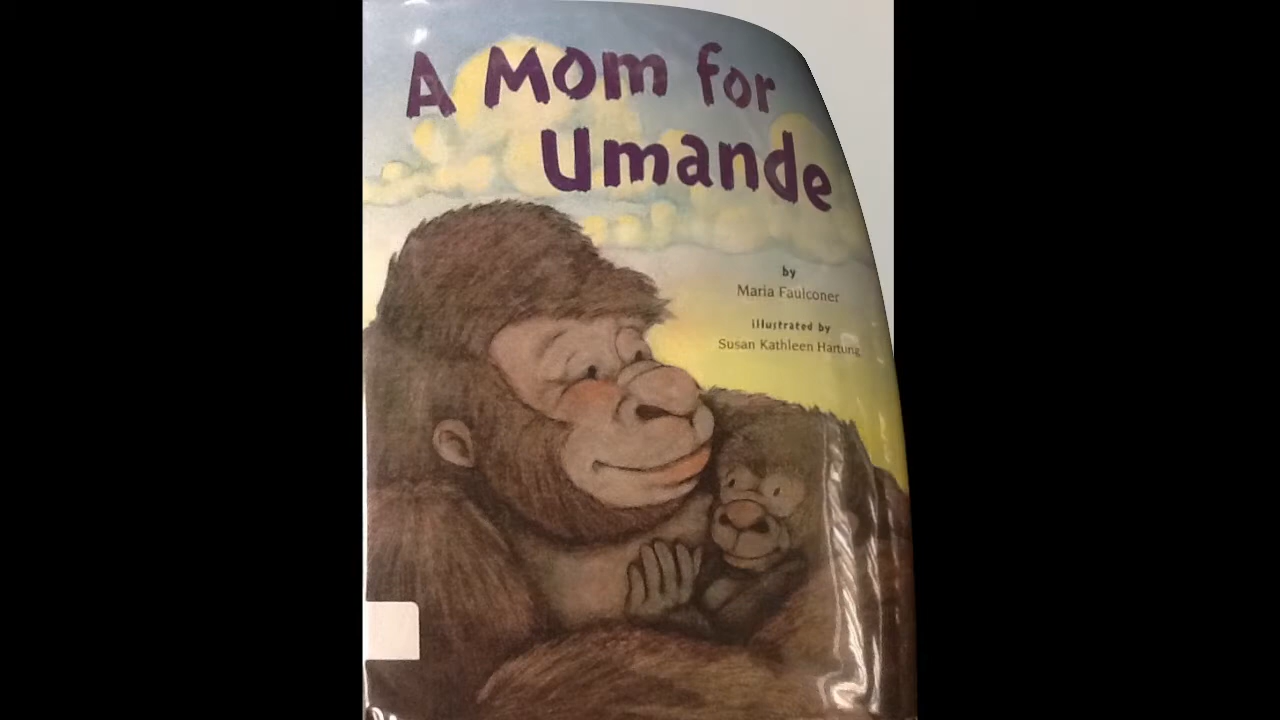 A Mom for
Umande
by
Maria Faulconer
illustrated by
Susan Kathleen Hartung